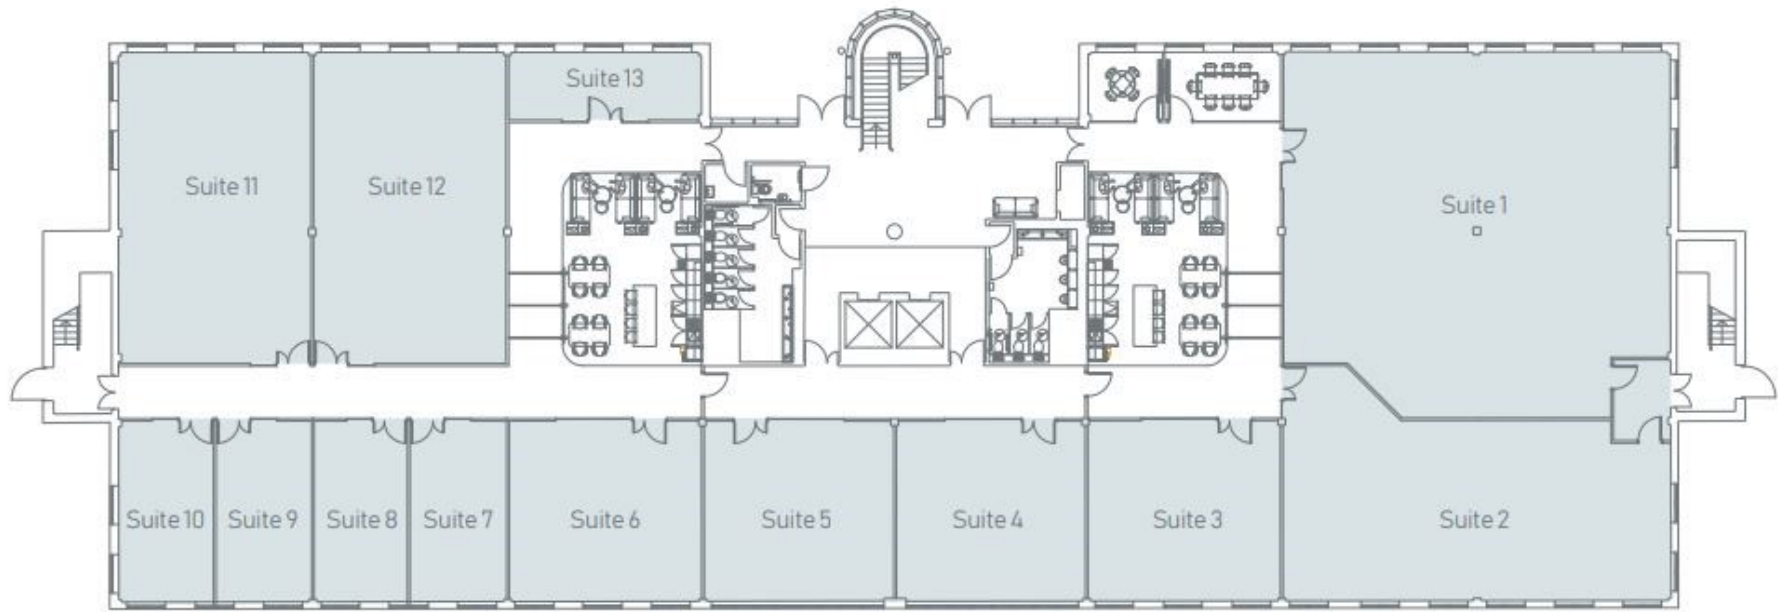 Suite 13
Suite 11
Suite 12
Suite 1
Suite 10
Suite 9
Suite 8
Suite 7
Suite 6
Suite 5
Suite 4
Suite 3
Suite 2